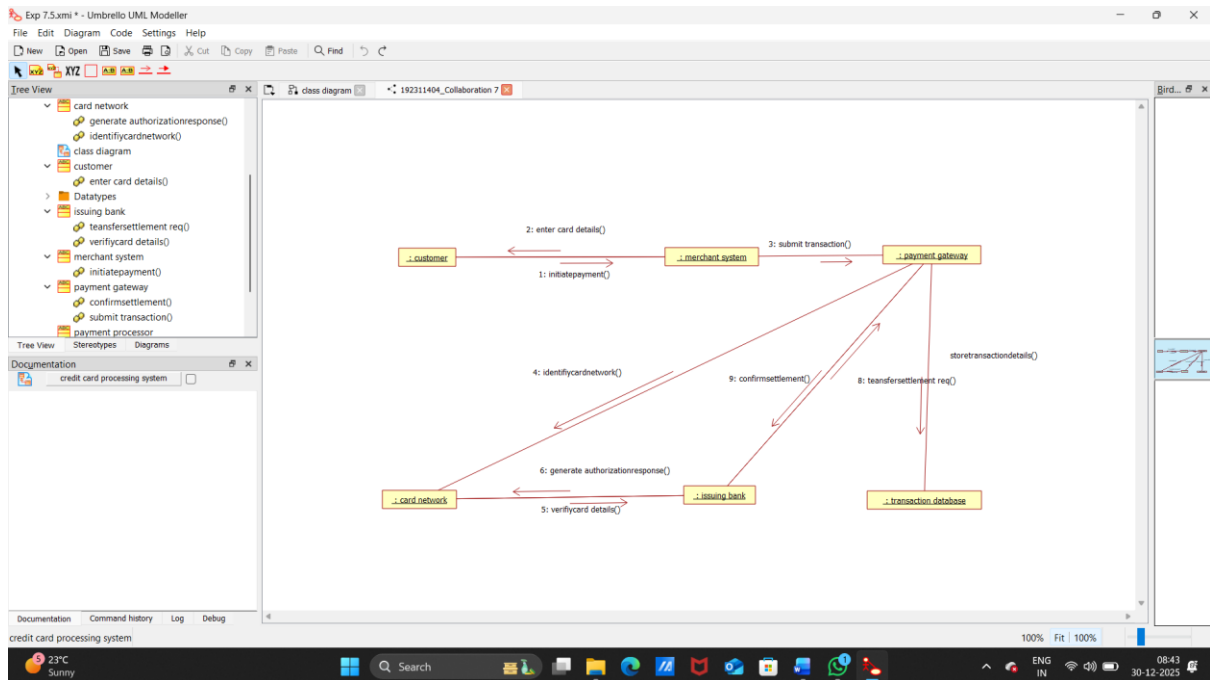 Exp 7.5.xmi * - Umbrello UML Modeller
File Edit Diagram Code Settings Help
New Open Save Cut Copy Paste Find
XYZ XYZ A:B A:B
Tree View
card network
generate authorizationresponse()
identifiycardnetwork()
class diagram
customer
enter card details()
Datatypes
issuing bank
teansfersettlement req()
verifiycard details()
merchant system
initiatepayment()
payment gateway
confirmsettlement()
submit transaction()
payment processor
Tree View Stereotypes Diagrams
Documentation
credit card processing system
Documentation Command history Log Debug
credit card processing system
class diagram 192311404_Collaboration 7
Bird...
2: enter card details()
: customer
1: initiatepayment()
: merchant system
3: submit transaction()
: payment gateway
4: identifiycardnetwork()
9: confirmsettlement()
storetransactiondetails()
8: teansfersettlement req()
6: generate authorizationresponse()
: card network
5: verifiycard details()
: issuing bank
: transaction database
100% Fit 100%
5
23°C
Sunny
Search
1
ENG
IN
08:43
30-12-2025